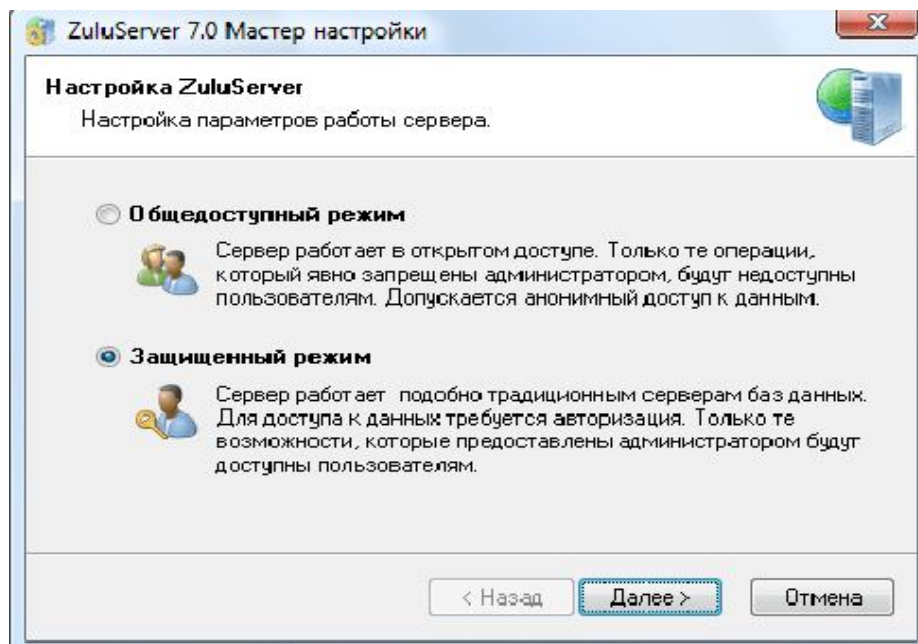 ZuluServer 7.0 Мастер настройки
Настройка ZuluServer
Настройка параметров работы сервера.
Общедоступный режим
Сервер работает в открытом доступе. Только те операции,
который явно запрещены администратором, будут недоступны
пользователям. Допускается анонимный доступ к данным.
Защищенный режим
Сервер работает подобно традиционным серверам баз данных.
Для доступа к данных требуется авторизация. Только те
возможности, которые предоставлены администратором будут
доступны пользователям.
< Назад
Далее >
Отмена